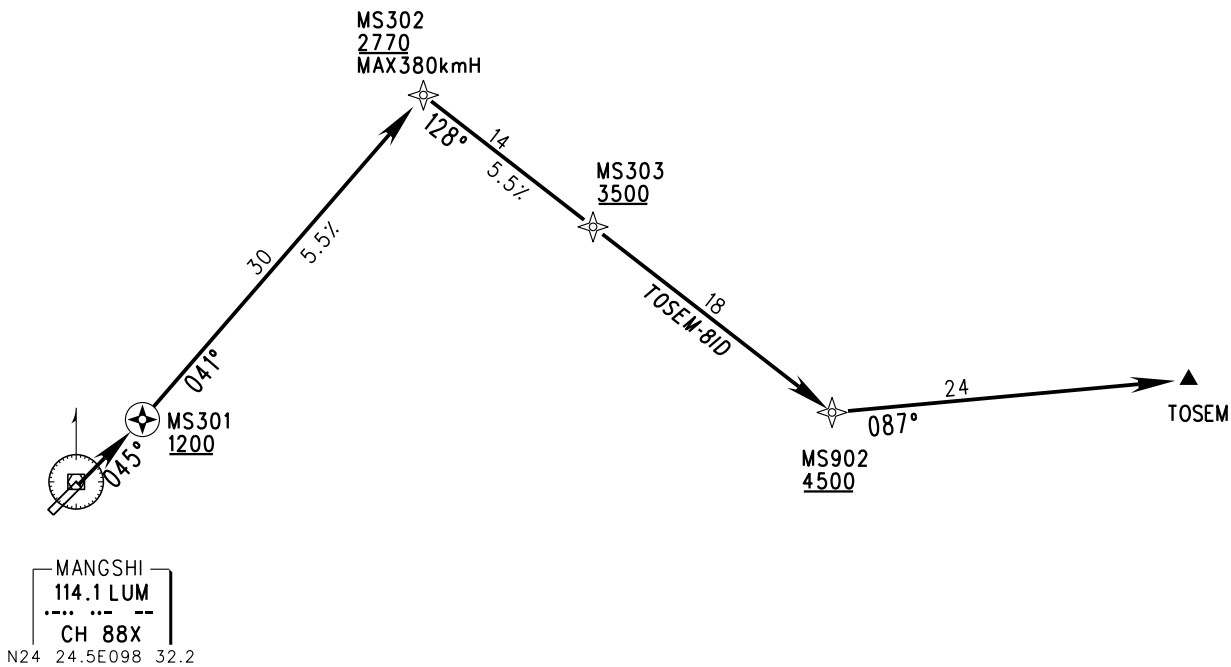 MS302
2770
MAX380kmH
128°
14
5.5%
MS303
3500
30
5.5%
18
TOSEM-81D
041°
MS301
1200
045°
24
087°
TOSEM
MS902
4500
MANGSHI
114.1 LUM
CH 88X
N24 24.5E098 32.2